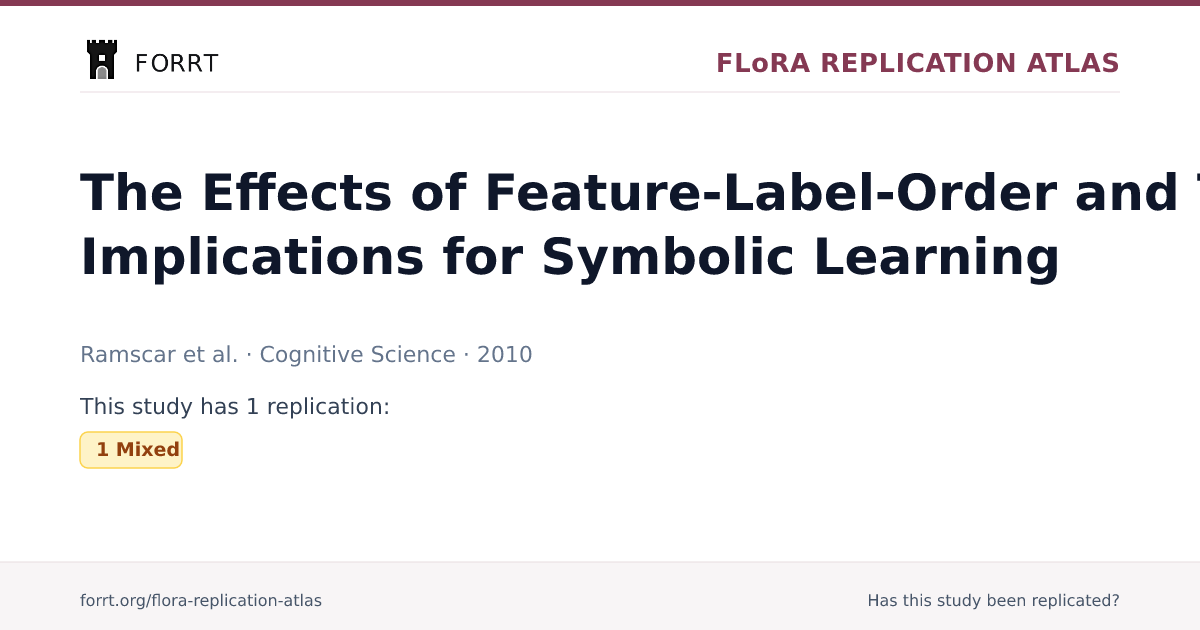 FORRT
FLoRA REPLICATION ATLAS
The Effects of Feature-Label-Order and
Implications for Symbolic Learning
Ramscar et al. · Cognitive Science · 2010
This study has 1 replication:
1 Mixed
forrt.org/flora-replication-atlas
Has this study been replicated?